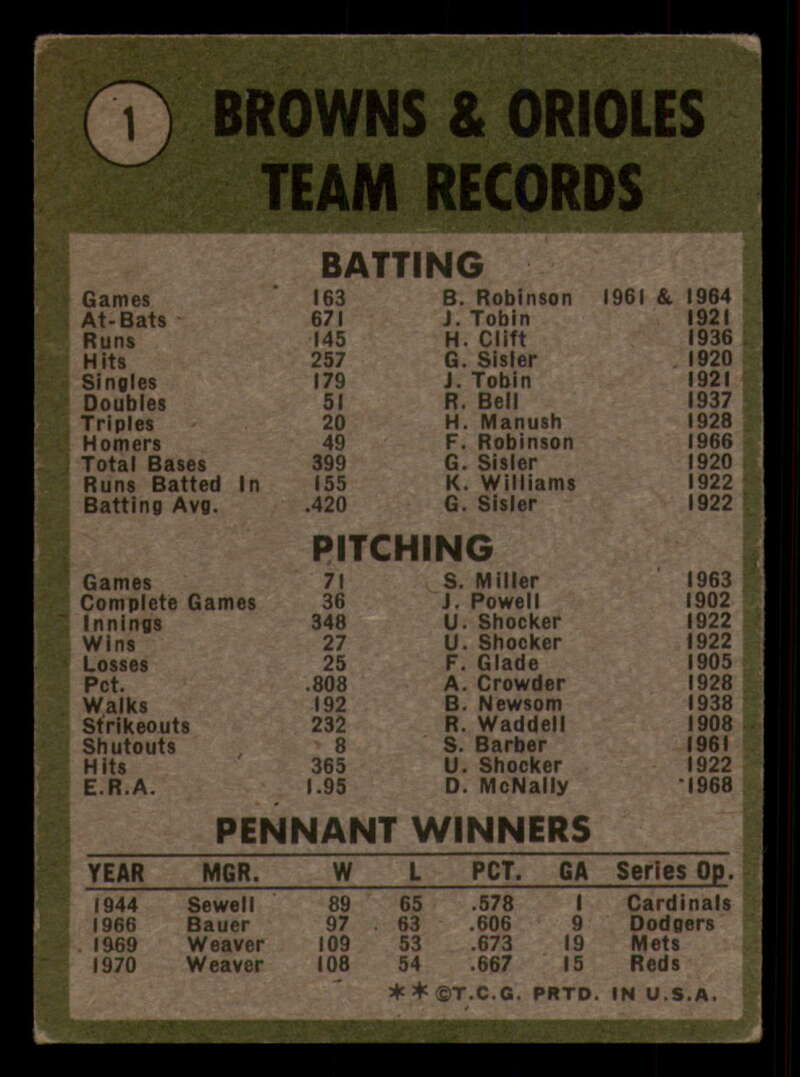 1
BROWNS & ORIOLES
TEAM RECORDS
BATTING
Games 163 B. Robinson 1961 & 1964
At-Bats 671 J. Tobin 1921
Runs 145 H. Clift 1936
Hits 257 G. Sisler 1920
Singles 179 J. Tobin 1921
Doubles 51 R. Bell 1937
Triples 20 H. Manush 1928
Homers 49 F. Robinson 1966
Total Bases 399 G. Sisler 1920
Runs Batted In 155 K. Williams 1922
Batting Avg. .420 G. Sisler 1922
PITCHING
Games 71 S. Miller 1963
Complete Games 36 J. Powell 1902
Innings 348 U. Shocker 1922
Wins 27 U. Shocker 1922
Losses 25 F. Glade 1905
Pct. .808 A. Crowder 1928
Walks 192 B. Newsom 1938
Strikeouts 232 R. Waddell 1908
Shutouts 8 S. Barber 1961
Hits 365 U. Shocker 1922
E.R.A. 1.95 D. McNally 1968
PENNANT WINNERS
YEAR MGR. W L PCT. GA Series Op.
1944 Sewell 89 65 .578 1 Cardinals
1966 Bauer 97 63 .606 9 Dodgers
1969 Weaver 109 53 .673 19 Mets
1970 Weaver 108 54 .667 15 Reds
**©T.C.G. PRTD. IN U.S.A.